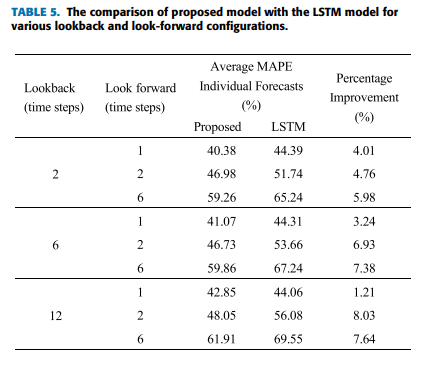 TABLE 5. The comparison of proposed model with the LSTM model for
various lookback and look-forward configurations.
Lookback
(time steps)
Look forward
(time steps)
Average MAPE
Individual Forecasts
(%)
Percentage
Improvement
(%)
Proposed LSTM
1 40.38 44.39 4.01
2 2 46.98 51.74 4.76
6 59.26 65.24 5.98
1 41.07 44.31 3.24
6 2 46.73 53.66 6.93
6 59.86 67.24 7.38
1 42.85 44.06 1.21
12 2 48.05 56.08 8.03
6 61.91 69.55 7.64